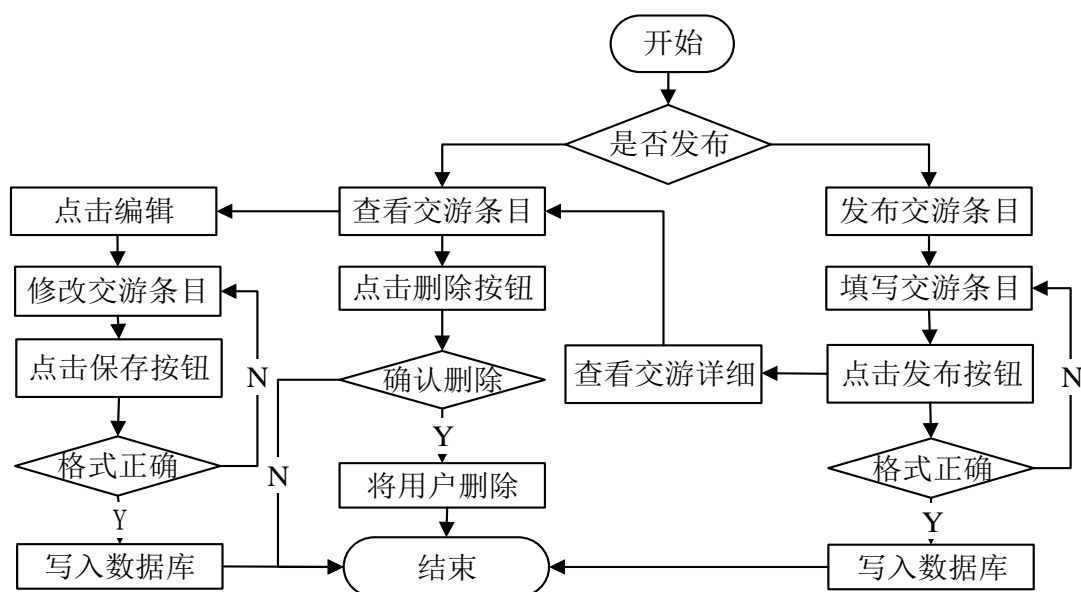 开始
是否发布
点击编辑
查看交游条目
发布交游条目
修改交游条目
点击删除按钮
填写交游条目
点击保存按钮
N
确认删除
查看交游详细
点击发布按钮
N
Y
格式正确
N
将用户删除
格式正确
Y
Y
写入数据库
结束
写入数据库